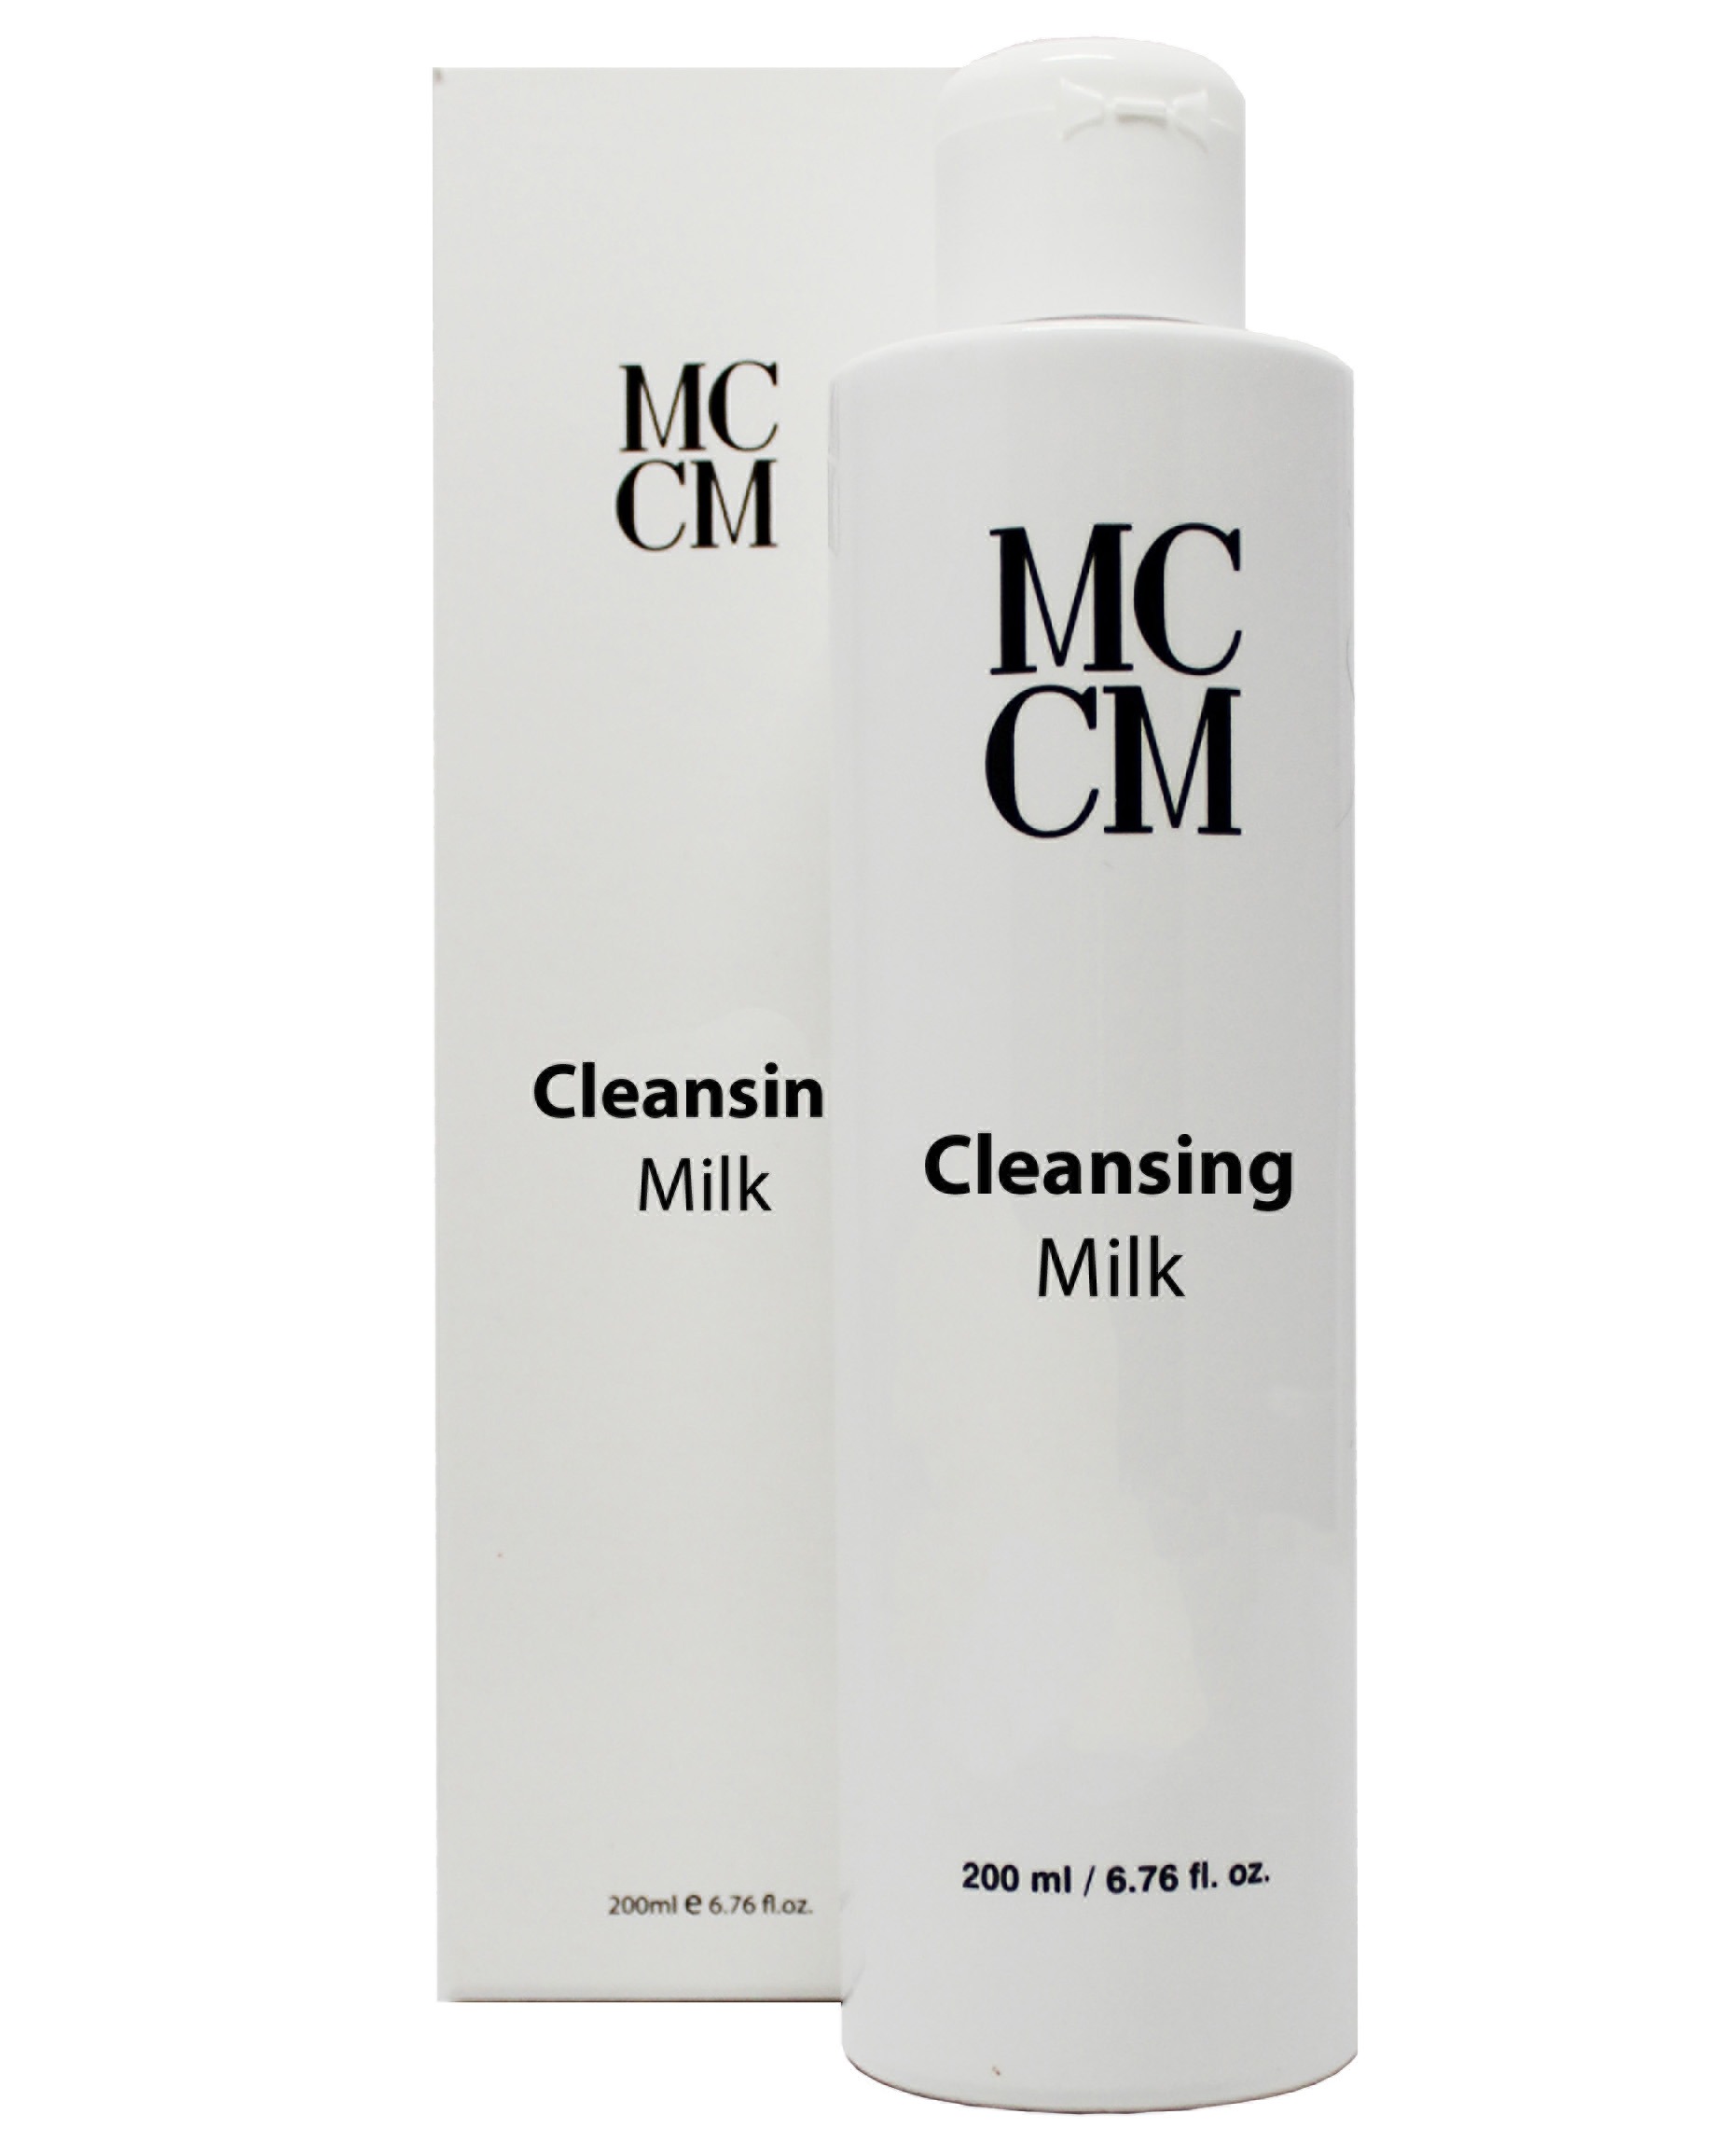 MC
CM
Cleansin
Milk
200ml e 6.76 fl.oz.
MC
CM
Cleansing
Milk
200 ml / 6.76 fl. oz.